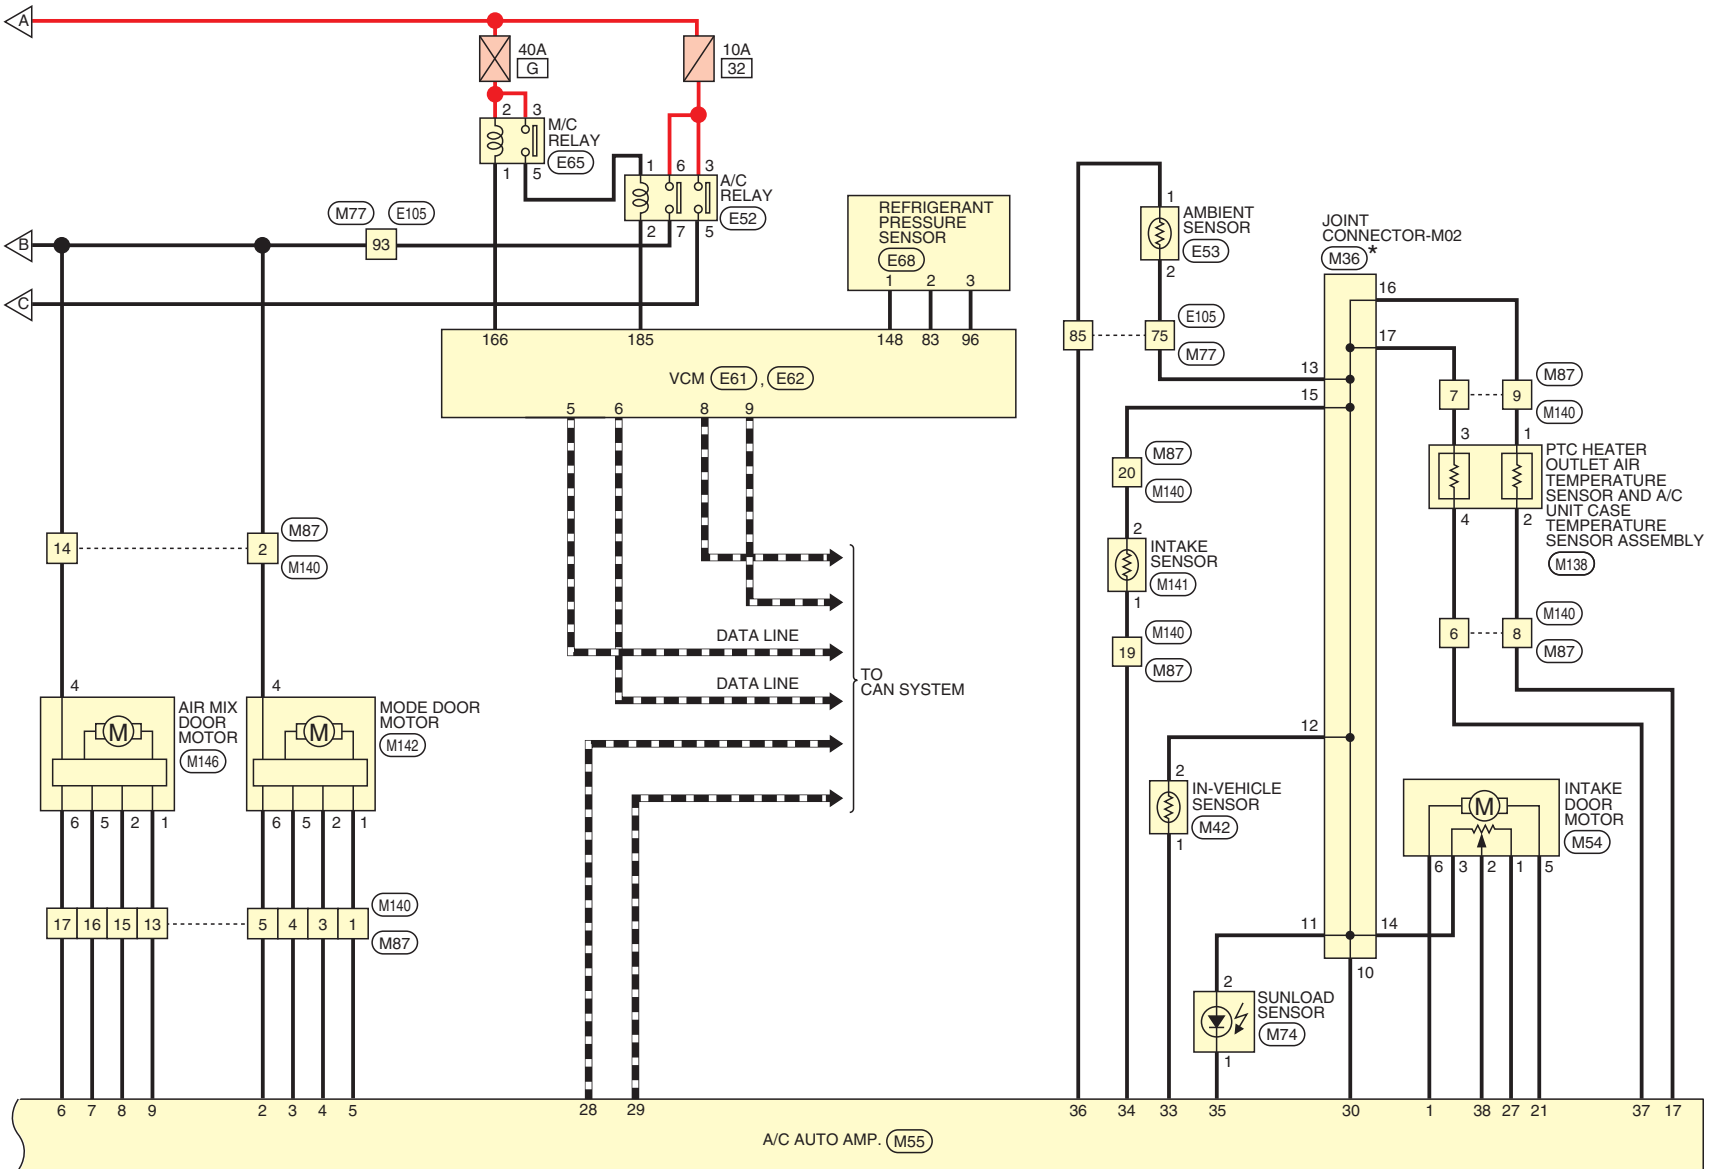 A
40A
G
10A
32
2 3
M/C
RELAY
E65
1 5
1 6 3
A/C
RELAY
E52
2 7 5
M77 E105
B
93
C
REFRIGERANT
PRESSURE
SENSOR
E68
1 2 3
166 185 148 83 96
VCM E61 , E62
5 6 8 9
1
AMBIENT
SENSOR
E53
2
85 75
E105
M77
JOINT
CONNECTOR-M02
M36 *
16
17
13
15
7 9
M87
M140
3 1
PTC HEATER
OUTLET AIR
TEMPERATURE
SENSOR AND A/C
UNIT CASE
TEMPERATURE
SENSOR ASSEMBLY
M138
4 2
6 8
M140
M87
20
M87
M140
2
INTAKE
SENSOR
M141
1
19
M140
M87
14 2
M87
M140
DATA LINE
DATA LINE
TO
CAN SYSTEM
4
M
AIR MIX
DOOR
MOTOR
M146
6 5 2 1
4
M
MODE DOOR
MOTOR
M142
6 5 2 1
17 16 15 13 5 4 3 1
M140
M87
12
2
IN-VEHICLE
SENSOR
M42
1
M
INTAKE
DOOR
MOTOR
M54
6 3 2 1 5
11 14
10
2
SUNLOAD
SENSOR
M74
1
6 7 8 9 2 3 4 5 28 29 36 34 33 35 30 1 38 27 21 37 17
A/C AUTO AMP. M55